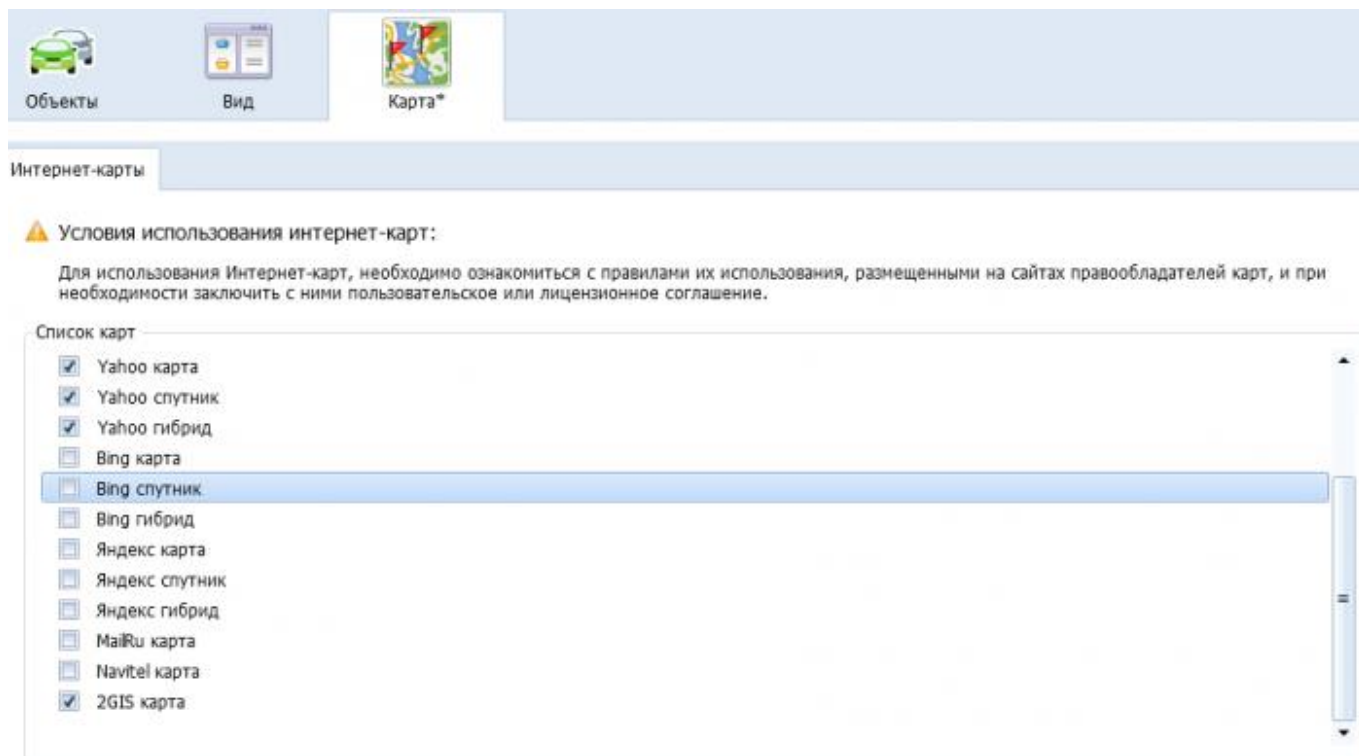 Объекты
Вид
Карта*
Интернет-карты
Условия использования интернет-карт:
Для использования Интернет-карт, необходимо ознакомиться с правилами их использования, размещенными на сайтах правообладателей карт, и при
необходимости заключить с ними пользовательское или лицензионное соглашение.
Список карт
Yahoo карта
Yahoo спутник
Yahoo гибрид
Bing карта
Bing спутник
Bing гибрид
Яндекс карта
Яндекс спутник
Яндекс гибрид
MailRu карта
Navitel карта
2GIS карта